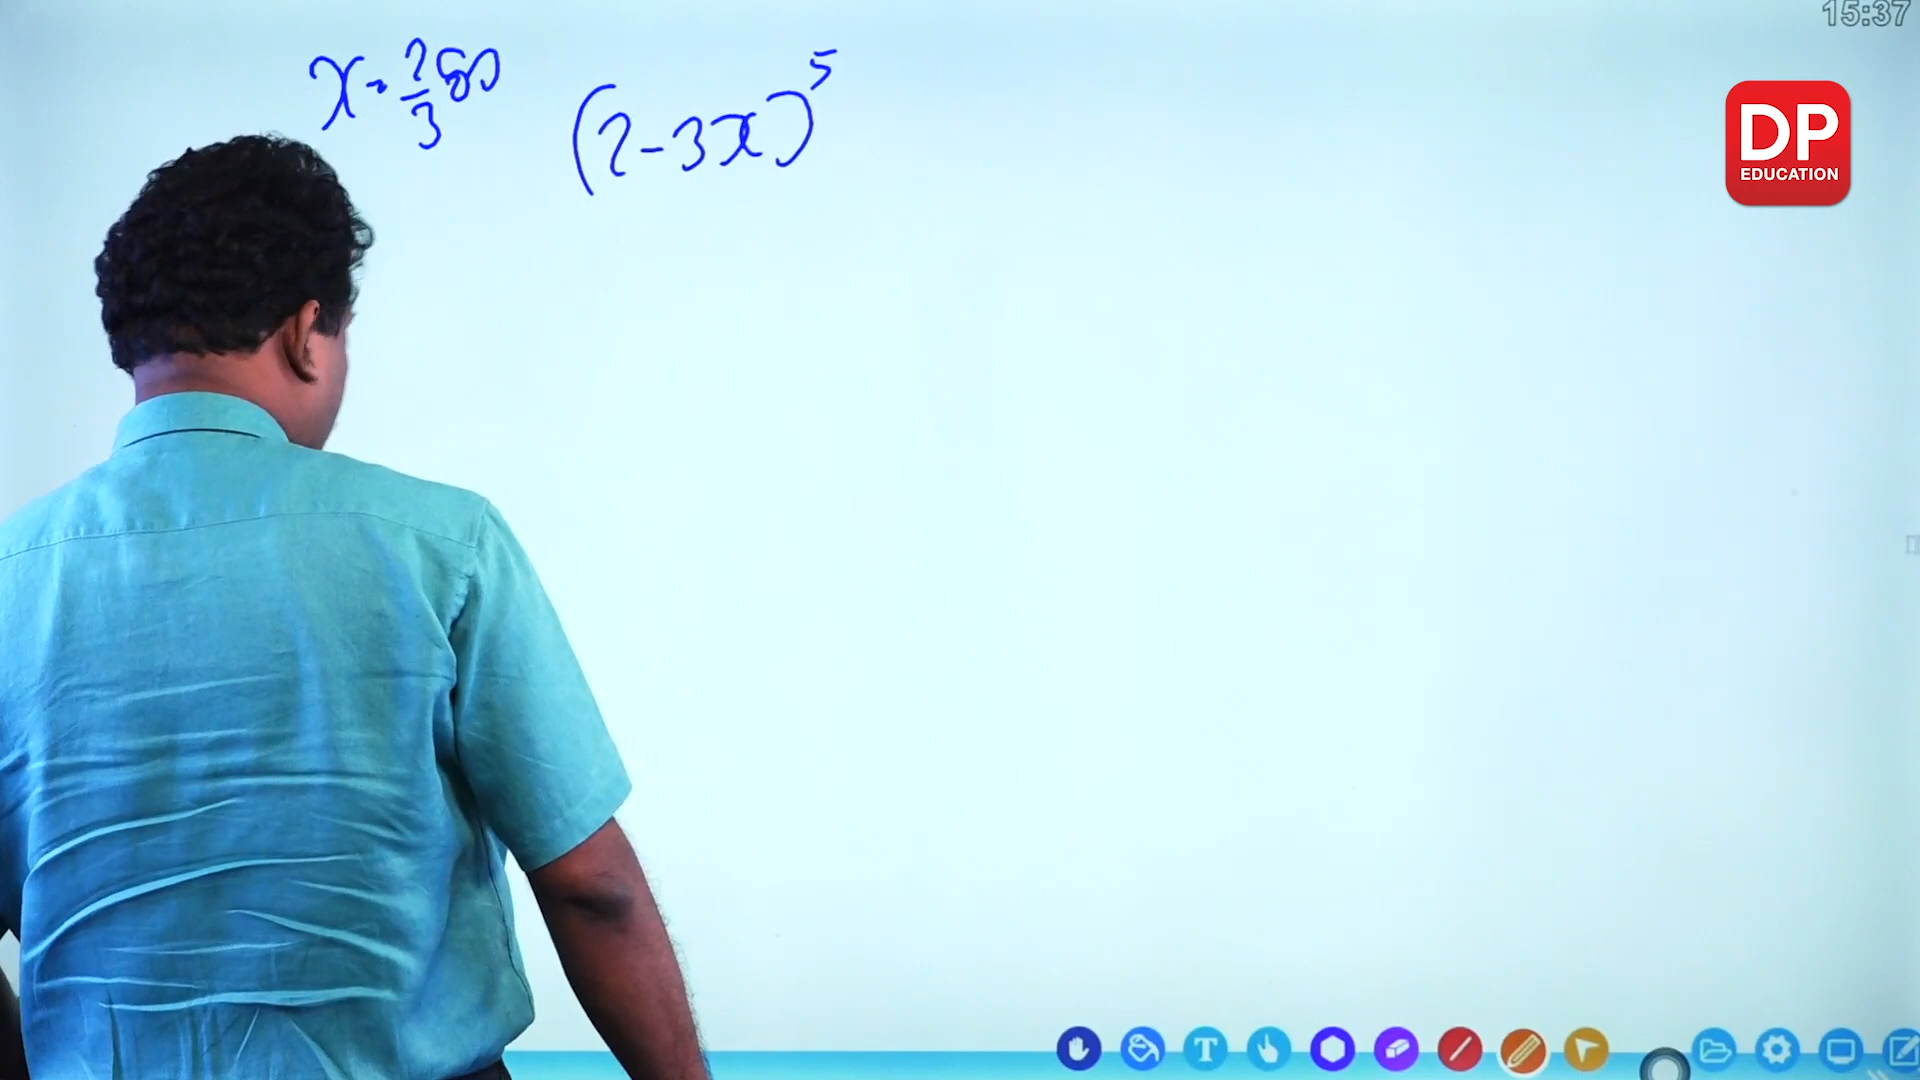 15:37
x = 2/3 විට (2-3x)^5
DP
EDUCATION
T